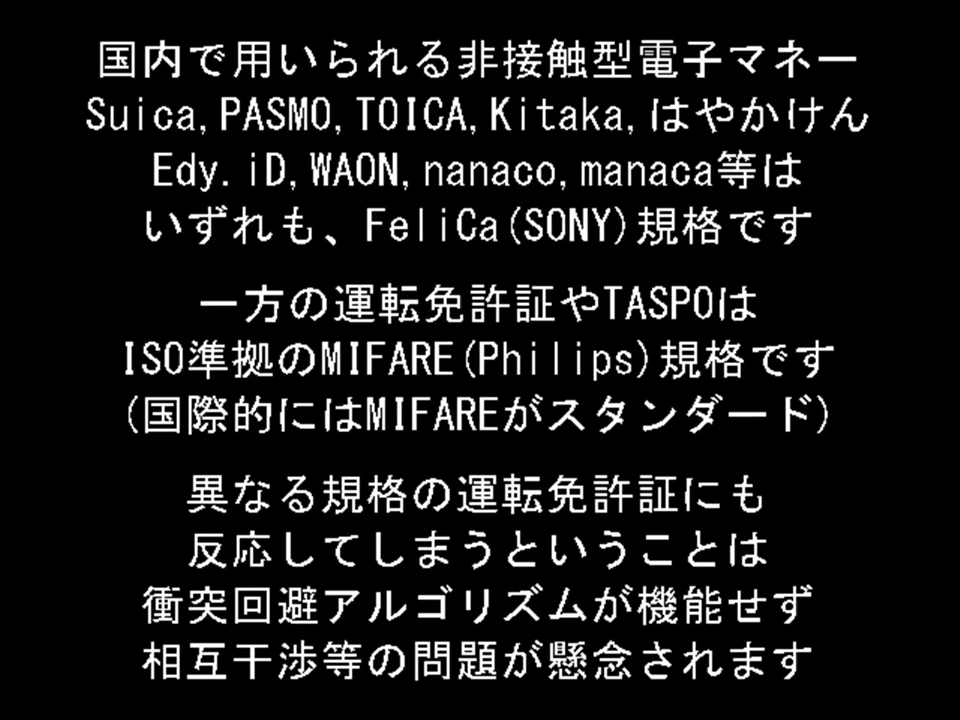 国内で用いられる非接触型電子マネー
Suica,PASMO,TOICA,Kitaka,はやかけん
Edy.iD,WAON,nanaco,manaca等は
いずれも、FeliCa(SONY)規格です
一方の運転免許証やTASPOは
ISO準拠のMIFARE(Philips)規格です
(国際的にはMIFAREがスタンダード)
異なる規格の運転免許証にも
反応してしまうということは
衝突回避アルゴリズムが機能せず
相互干渉等の問題が懸念されます